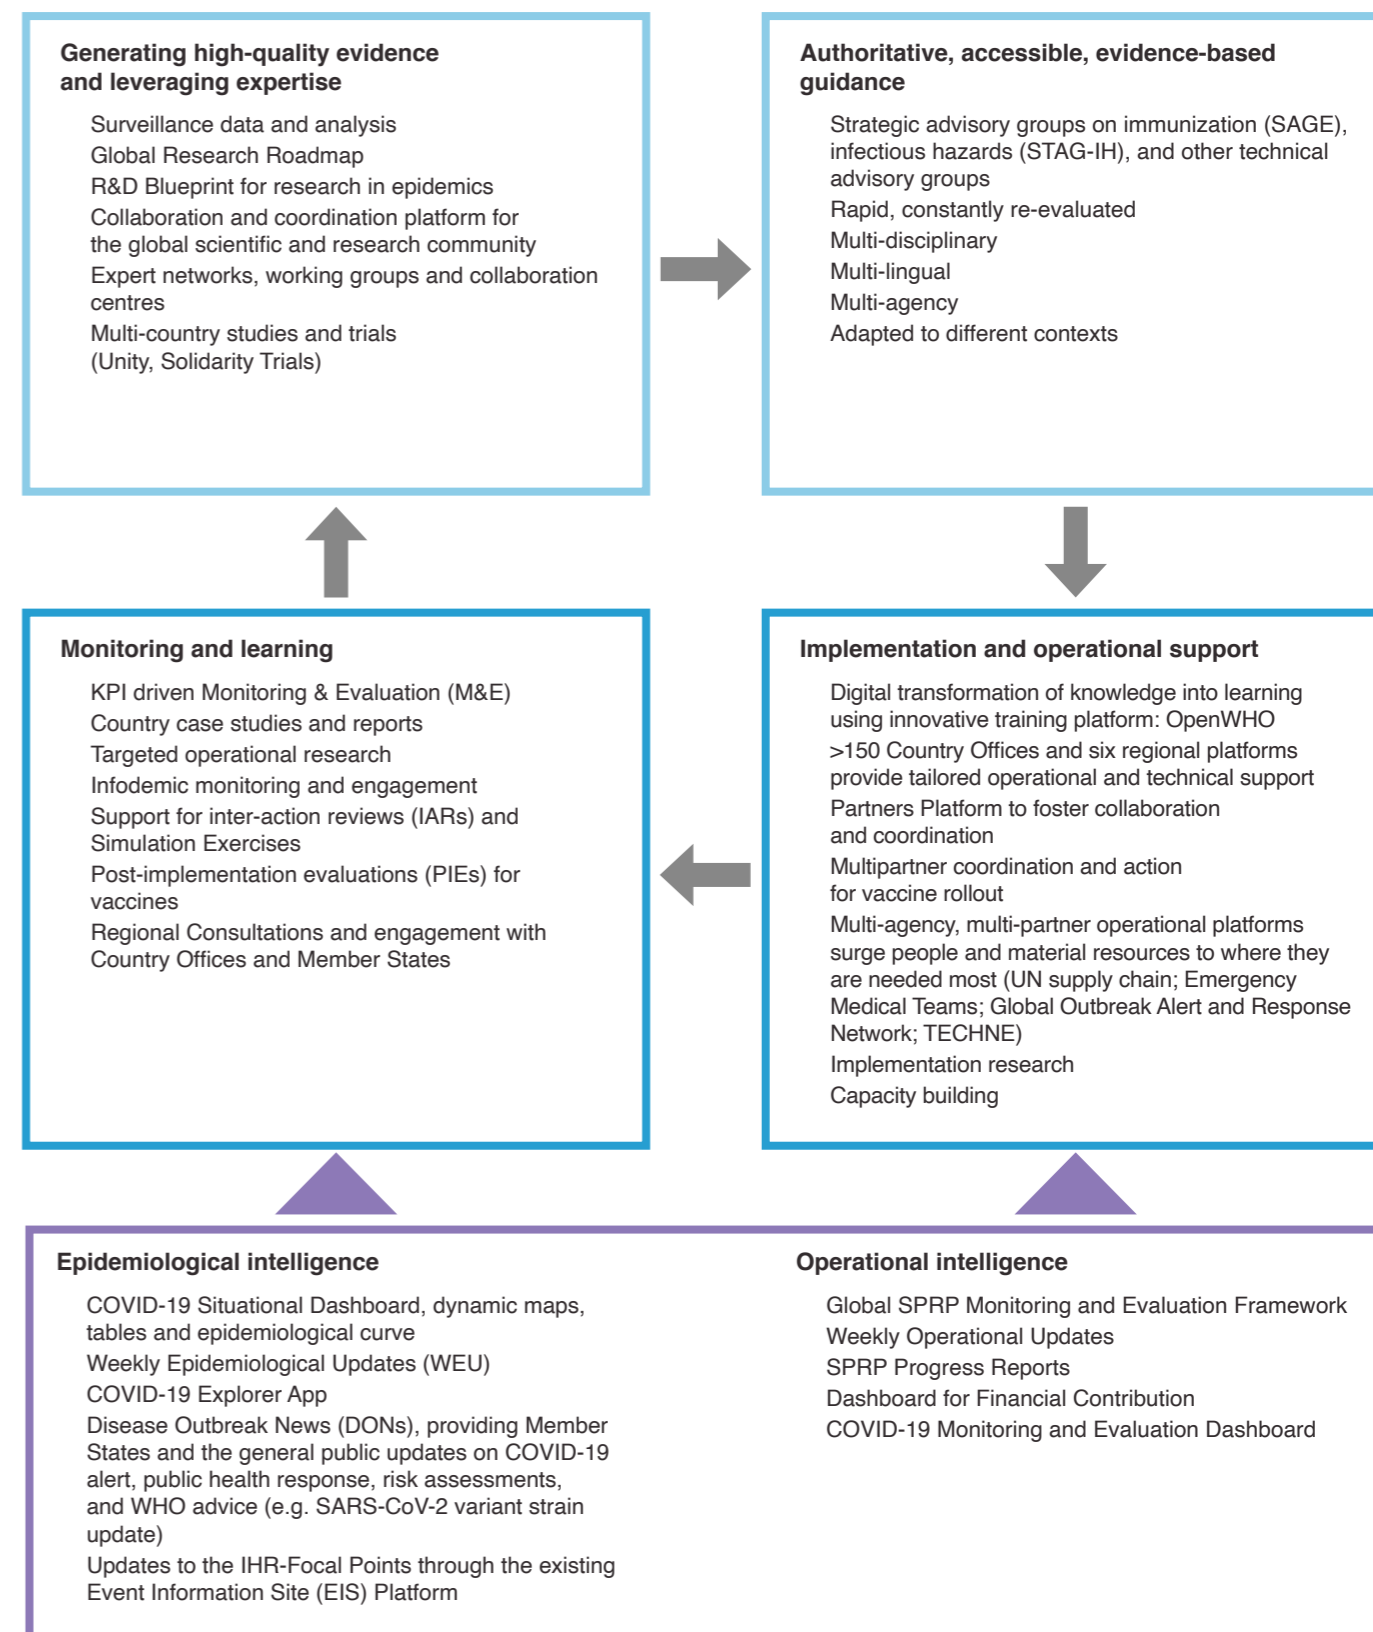 Generating high-quality evidence
and leveraging expertise
Surveillance data and analysis
Global Research Roadmap
R&D Blueprint for research in epidemics
Collaboration and coordination platform for
the global scientific and research community
Expert networks, working groups and collaboration
centres
Multi-country studies and trials
(Unity, Solidarity Trials)
Authoritative, accessible, evidence-based
guidance
Strategic advisory groups on immunization (SAGE),
infectious hazards (STAG-IH), and other technical
advisory groups
Rapid, constantly re-evaluated
Multi-disciplinary
Multi-lingual
Multi-agency
Adapted to different contexts
Monitoring and learning
KPI driven Monitoring & Evaluation (M&E)
Country case studies and reports
Targeted operational research
Infodemic monitoring and engagement
Support for inter-action reviews (IARs) and
Simulation Exercises
Post-implementation evaluations (PIEs) for
vaccines
Regional Consultations and engagement with
Country Offices and Member States
Implementation and operational support
Digital transformation of knowledge into learning
using innovative training platform: OpenWHO
>150 Country Offices and six regional platforms
provide tailored operational and technical support
Partners Platform to foster collaboration
and coordination
Multipartner coordination and action
for vaccine rollout
Multi-agency, multi-partner operational platforms
surge people and material resources to where they
are needed most (UN supply chain; Emergency
Medical Teams; Global Outbreak Alert and Response
Network; TECHNE)
Implementation research
Capacity building
Epidemiological intelligence
COVID-19 Situational Dashboard, dynamic maps,
tables and epidemiological curve
Weekly Epidemiological Updates (WEU)
COVID-19 Explorer App
Disease Outbreak News (DONs), providing Member
States and the general public updates on COVID-19
alert, public health response, risk assessments,
and WHO advice (e.g. SARS-CoV-2 variant strain
update)
Updates to the IHR-Focal Points through the existing
Event Information Site (EIS) Platform
Operational intelligence
Global SPRP Monitoring and Evaluation Framework
Weekly Operational Updates
SPRP Progress Reports
Dashboard for Financial Contribution
COVID-19 Monitoring and Evaluation Dashboard